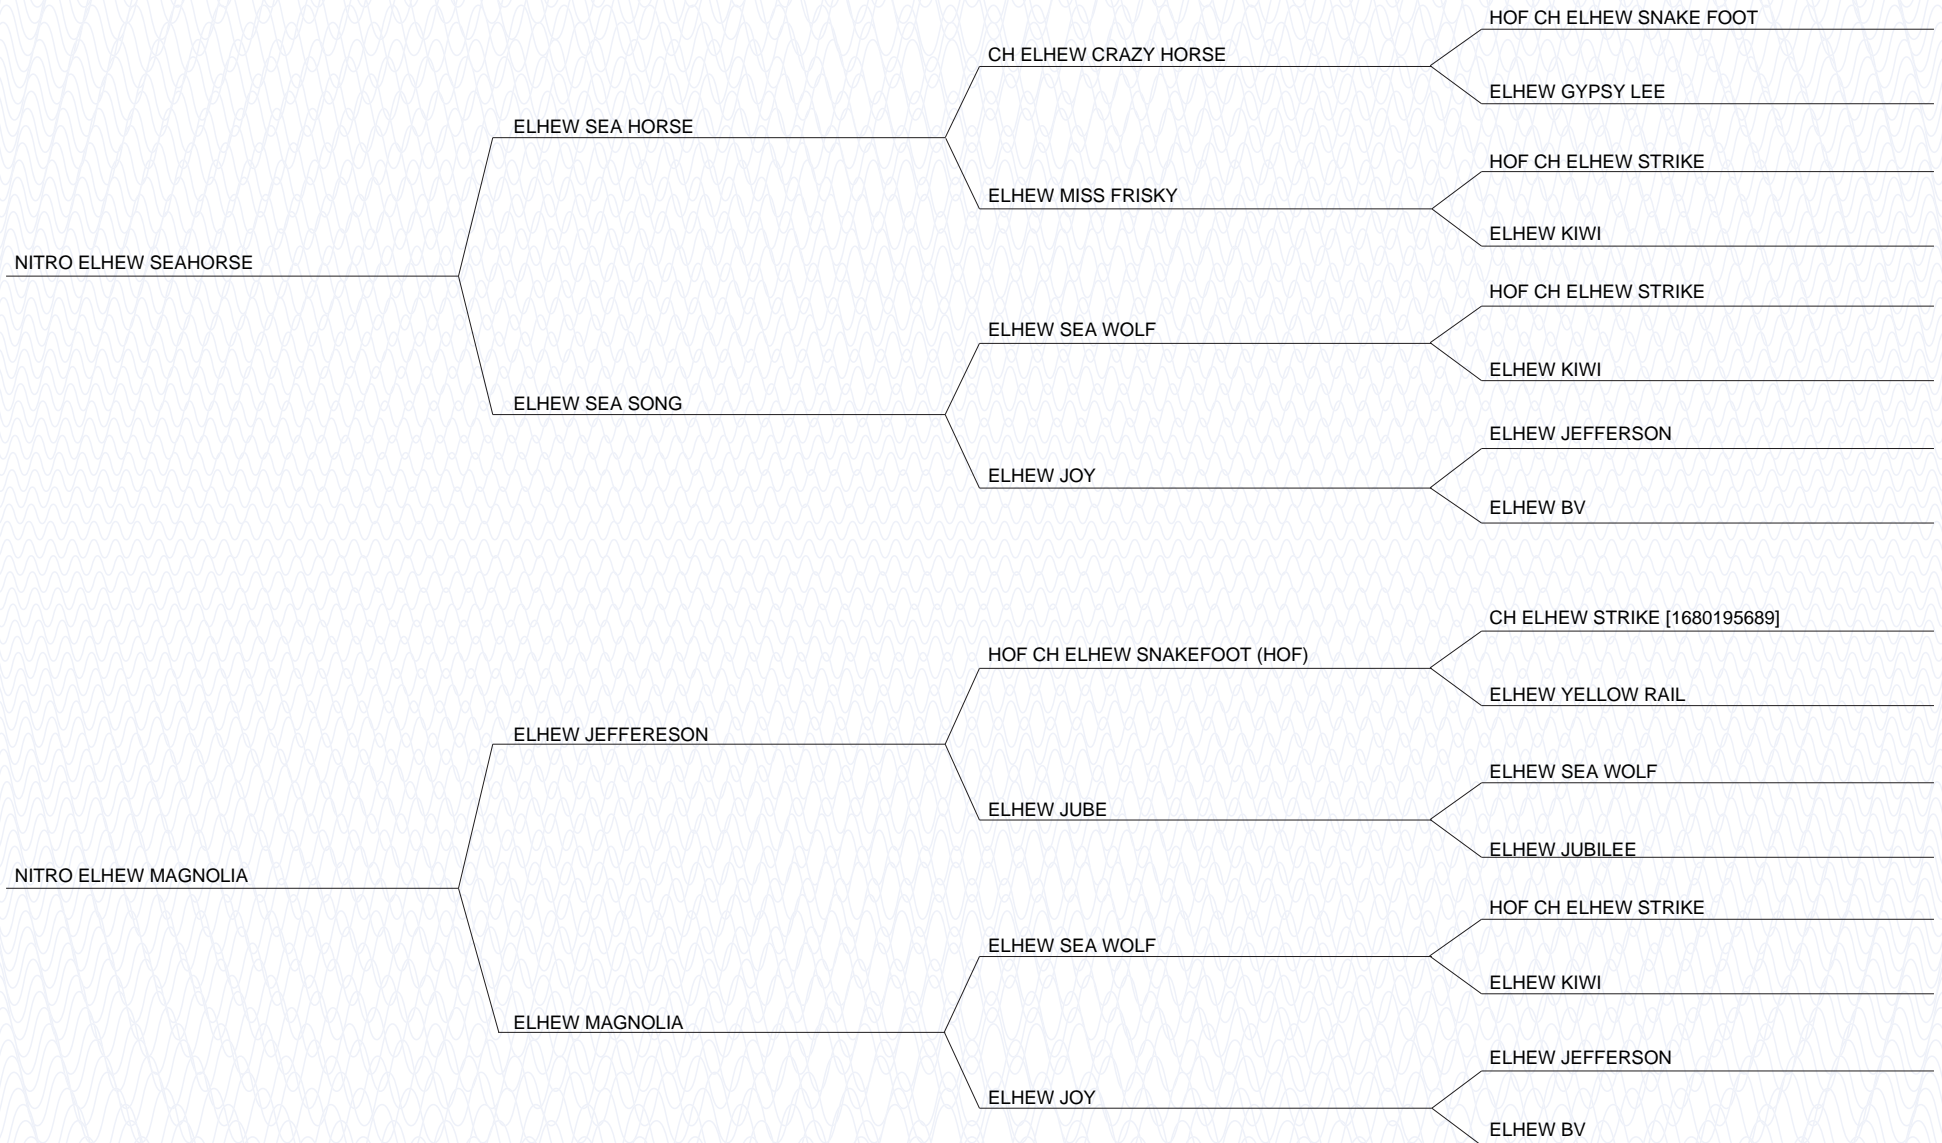 HOF CH ELHEW SNAKE FOOT
CH ELHEW CRAZY HORSE
ELHEW GYPSY LEE
ELHEW SEA HORSE
HOF CH ELHEW STRIKE
ELHEW MISS FRISKY
ELHEW KIWI
NITRO ELHEW SEAHORSE
HOF CH ELHEW STRIKE
ELHEW SEA WOLF
ELHEW KIWI
ELHEW SEA SONG
ELHEW JEFFERSON
ELHEW JOY
ELHEW BV
CH ELHEW STRIKE [1680195689]
HOF CH ELHEW SNAKEFOOT (HOF)
ELHEW YELLOW RAIL
ELHEW JEFFERESON
ELHEW SEA WOLF
ELHEW JUBE
ELHEW JUBILEE
NITRO ELHEW MAGNOLIA
HOF CH ELHEW STRIKE
ELHEW SEA WOLF
ELHEW KIWI
ELHEW MAGNOLIA
ELHEW JEFFERSON
ELHEW JOY
ELHEW BV